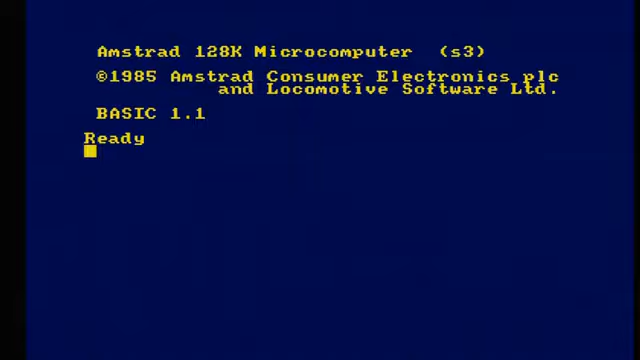 Amstrad 128K Microcomputer (s3)
©1985 Amstrad Consumer Electronics plc
and Locomotive Software Ltd.
BASIC 1.1
Ready